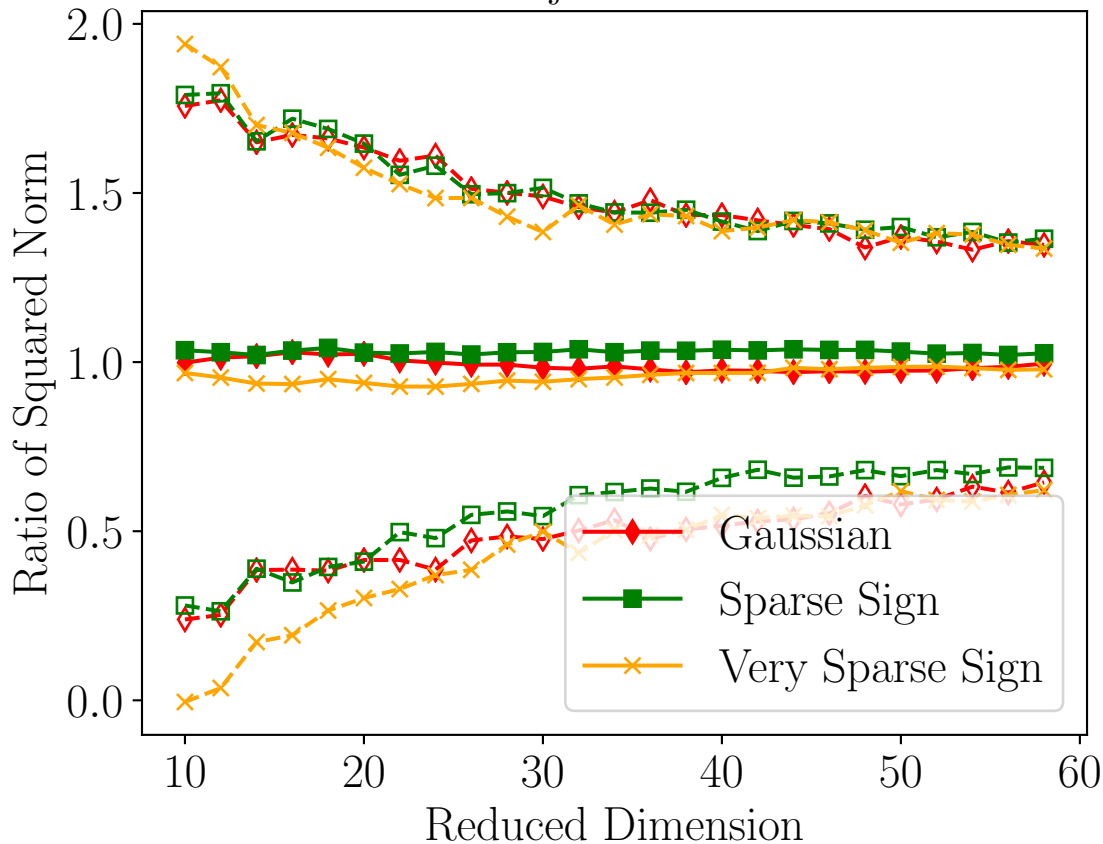 2.0
1.5
1.0
0.5
0.0
Ratio of Squared Norm
Gaussian
Sparse Sign
Very Sparse Sign
10 20 30 40 50 60
Reduced Dimension